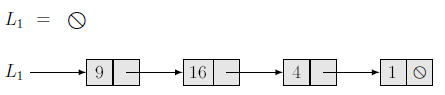 L₁ = ⃠
L₁ 9 16 4 1 ⃠